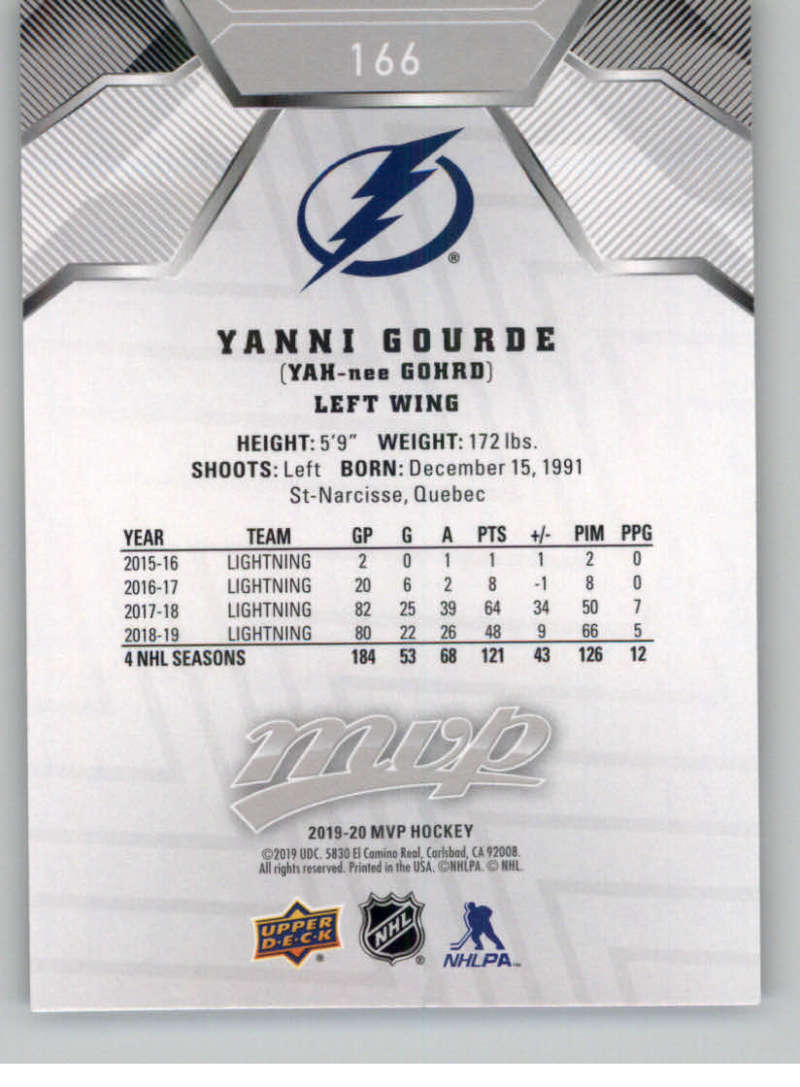 166
®
YANNI GOURDE
(YAH-nee GOHRD)
LEFT WING
HEIGHT: 5'9" WEIGHT: 172 lbs.
SHOOTS: Left BORN: December 15, 1991
St-Narcisse, Quebec
YEAR TEAM GP G A PTS +/- PIM PPG
2015-16 LIGHTNING 2 0 1 1 1 2 0
2016-17 LIGHTNING 20 6 2 8 -1 8 0
2017-18 LIGHTNING 82 25 39 64 34 50 7
2018-19 LIGHTNING 80 22 26 48 9 66 5
4 NHL SEASONS 184 53 68 121 43 126 12
mvp
2019-20 MVP HOCKEY
©2019 UDC. 5830 El Camino Real, Carlsbad, CA 92008.
All rights reserved. Printed in the USA. ©NHLPA. © NHL.
UPPER
D·E·C·K
®
NHL
®
NHLPA™